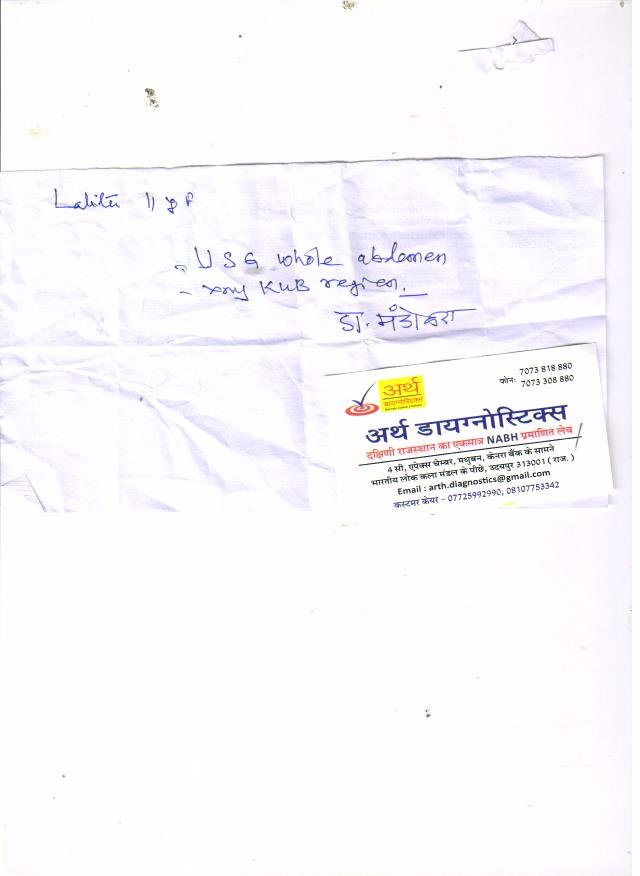 11 y F
- USG whole abdomen
- xray KUB region.
डा. मंडोवरा
अर्थ
डायग्नोस्टिक्स
फोन: 7073 818 880
7073 308 880
अर्थ डायग्नोस्टिक्स
दक्षिणी राजस्थान का एकमात्र NABH प्रमाणित लेब
4 सी, एपेक्स चेम्बर, मधुबन, केनरा बैंक के सामने
भारतीय लोक कला मंडल के पीछे, उदयपुर 313001 ( राज. )
Email : arth.diagnostics@gmail.com
कस्टमर केयर - 07725992990, 08107753342